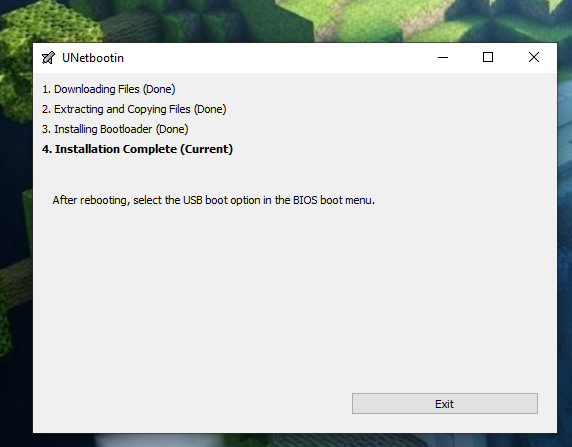 UNetbootin
1. Downloading Files (Done)
2. Extracting and Copying Files (Done)
3. Installing Bootloader (Done)
4. Installation Complete (Current)
After rebooting, select the USB boot option in the BIOS boot menu.
Exit